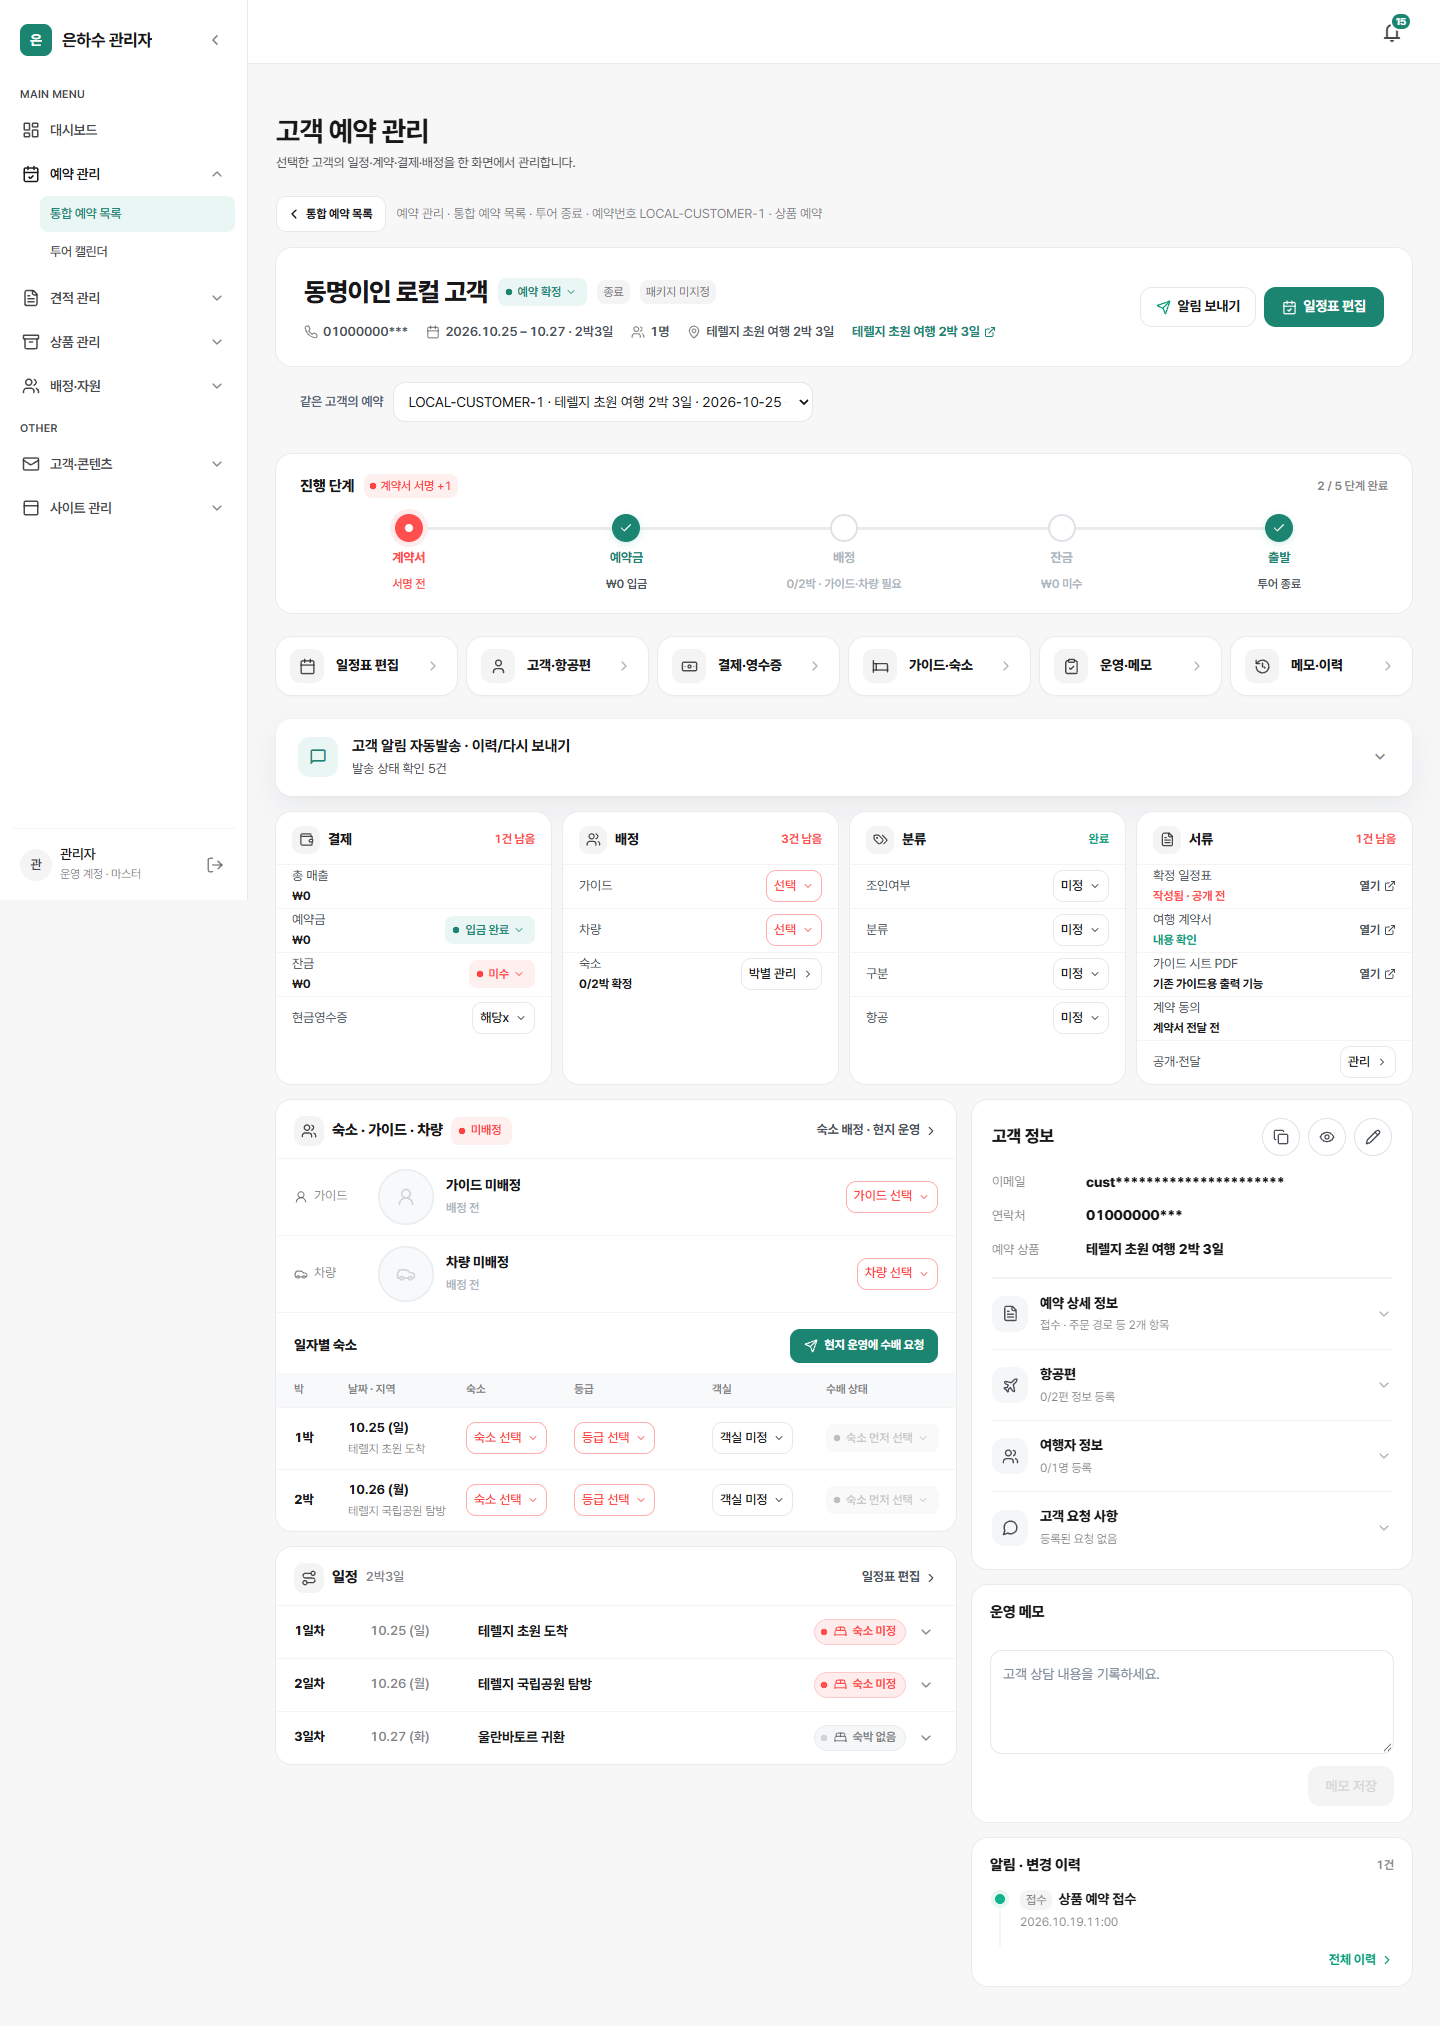 은 은하수 관리자
15
MAIN MENU
대시보드
예약 관리
통합 예약 목록
투어 캘린더
견적 관리
상품 관리
배정·자원
OTHER
고객·콘텐츠
사이트 관리
관 관리자
운영 계정 · 마스터
고객 예약 관리
선택한 고객의 일정·계약·결제·배정을 한 화면에서 관리합니다.
통합 예약 목록 예약 관리 · 통합 예약 목록 · 투어 종료 · 예약번호 LOCAL-CUSTOMER-1 · 상품 예약
동명이인 로컬 고객 예약 확정 종료 패키지 미지정
01000000*** 2026.10.25 – 10.27 · 2박3일 1명 테렐지 초원 여행 2박 3일 테렐지 초원 여행 2박 3일
알림 보내기 일정표 편집
같은 고객의 예약 LOCAL-CUSTOMER-1 · 테렐지 초원 여행 2박 3일 · 2026-10-25
진행 단계 계약서 서명 +1 2 / 5 단계 완료
계약서 예약금 배정 잔금 출발
서명 전 ₩0 입금 0/2박 · 가이드·차량 필요 ₩0 미수 투어 종료
일정표 편집 고객·항공편 결제·영수증 가이드·숙소 운영·메모 메모·이력
고객 알림 자동발송 · 이력/다시 보내기
발송 상태 확인 5건
결제 1건 남음
총 매출
₩0
예약금
₩0 입금 완료
잔금
₩0 미수
현금영수증 해당x
배정 3건 남음
가이드 선택
차량 선택
숙소
0/2박 확정 박별 관리
분류 완료
조인여부 미정
분류 미정
구분 미정
항공 미정
서류 1건 남음
확정 일정표
작성됨 · 공개 전 열기
여행 계약서
내용 확인 열기
가이드 시트 PDF
기존 가이드용 출력 기능 열기
계약 동의
계약서 전달 전
공개·전달 관리
숙소 · 가이드 · 차량 미배정 숙소 배정 · 현지 운영
가이드 가이드 미배정
배정 전 가이드 선택
차량 차량 미배정
배정 전 차량 선택
일자별 숙소 현지 운영에 수배 요청
박 날짜 · 지역 숙소 등급 객실 수배 상태
1박 10.25 (일) 숙소 선택 등급 선택 객실 미정 숙소 먼저 선택
테렐지 초원 도착
2박 10.26 (월) 숙소 선택 등급 선택 객실 미정 숙소 먼저 선택
테렐지 국립공원 탐방
일정 2박3일 일정표 편집
1일차 10.25 (일) 테렐지 초원 도착 숙소 미정
2일차 10.26 (월) 테렐지 국립공원 탐방 숙소 미정
3일차 10.27 (화) 울란바토르 귀환 숙박 없음
고객 정보
이메일 cust**********************
연락처 01000000***
예약 상품 테렐지 초원 여행 2박 3일
예약 상세 정보
접수 · 주문 경로 등 2개 항목
항공편
0/2편 정보 등록
여행자 정보
0/1명 등록
고객 요청 사항
등록된 요청 없음
운영 메모
고객 상담 내용을 기록하세요.
메모 저장
알림 · 변경 이력 1건
접수 상품 예약 접수
2026.10.19.11:00
전체 이력